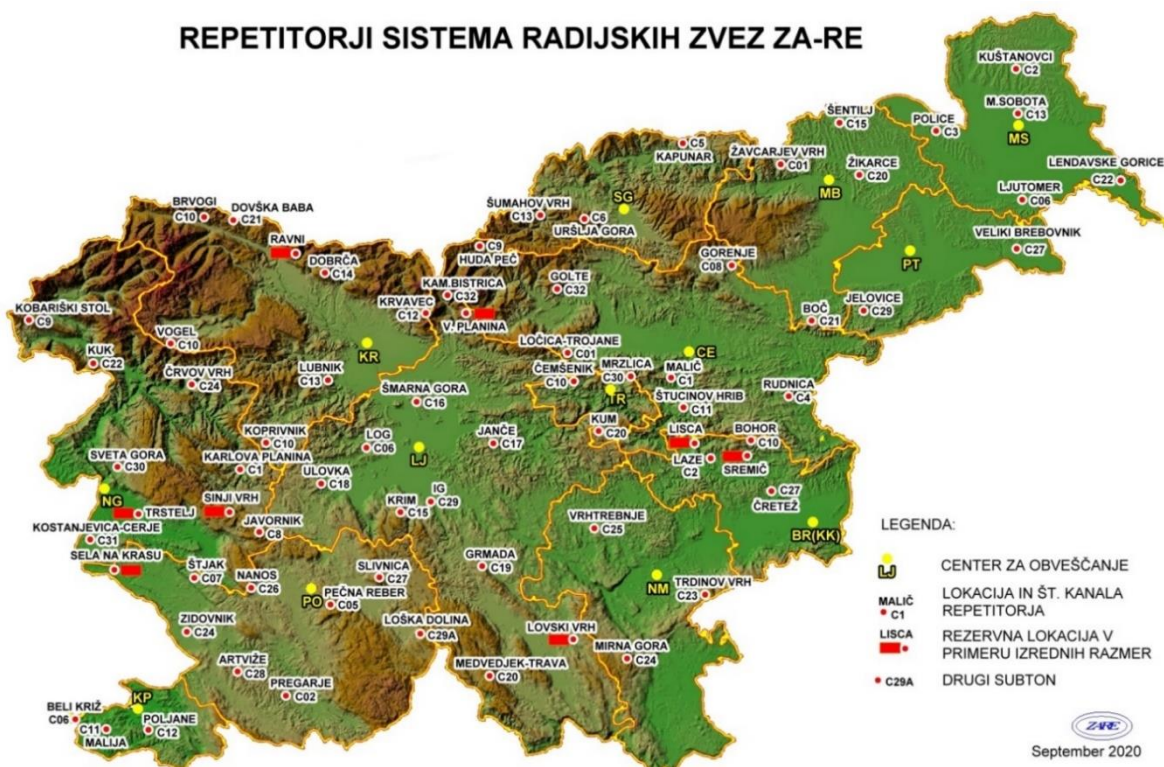 REPETITORJI SISTEMA RADIJSKIH ZVEZ ZA-RE
KUŠTANOVCI
C2
M.SOBOTA
C13
MS
ŠENTILJ
C15
POLICE
C3
C5
KAPUNAR
ŽAVCARJEV VRH
C01
ŽIKARCE
C20
MB
LENDAVSKE GORICE
C22
LJUTOMER
C06
VELIKI BREBOVNIK
C27
BRVOGI
C10
DOVŠKA BABA
C21
ŠUMAHOV VRH
C13
C6
URŠLJA GORA
SG
RAVNI
DOBRČA
C14
C9
HUDA PEČ
GORENJE
C08
PT
KAM.BISTRICA
C32
GOLTE
C32
KOBARIŠKI STOL
C9
KRVAVEC
C12
V. PLANINA
BOČ
C21
JELOVICE
C29
VOGEL
C10
KR
LOČICA-TROJANE
C01
CE
KUK
C22
ČRVOV VRH
C24
LUBNIK
C13
ČEMŠENIK
C10
MRZLICA
C30
MALIČ
C1
TR
RUDNICA
C4
ŠMARNA GORA
C16
ŠTUCINOV HRIB
C11
KOPRIVNIK
C10
LOG
C06
LJ
JANČE
C17
KUM
C20
LISCA
BOHOR
C10
SVETA GORA
C30
KARLOVA PLANINA
C1
ULOVKA
C18
LAZE
C2
SREMIČ
NG
TRSTELJ
SINJI VRH
KRIM
C15
IG
C29
C27
ČRETEŽ
KOSTANJEVICA-CERJE
C31
JAVORNIK
C8
VRHTREBNJE
C25
BR(KK)
SELA NA KRASU
ŠTJAK
C07
NANOS
C26
SLIVNICA
C27
GRMADA
C19
PO
PEČNA REBER
C05
NM
TRDINOV VRH
C23
ZIDOVNIK
C24
LOŠKA DOLINA
C29A
LOVSKI VRH
MIRNA GORA
C24
ARTVIŽE
C28
MEDVEDJEK-TRAVA
C20
PREGARJE
C02
KP
BELI KRIŽ
C06
C11
MALIJA
POLJANE
C12
LEGENDA:
LJ
CENTER ZA OBVEŠČANJE
MALIČ
C1
LOKACIJA IN ŠT. KANALA
REPETITORJA
LISCA
REZERVNA LOKACIJA V
PRIMERU IZREDNIH RAZMER
C29A
DRUGI SUBTON
ZARE
September 2020